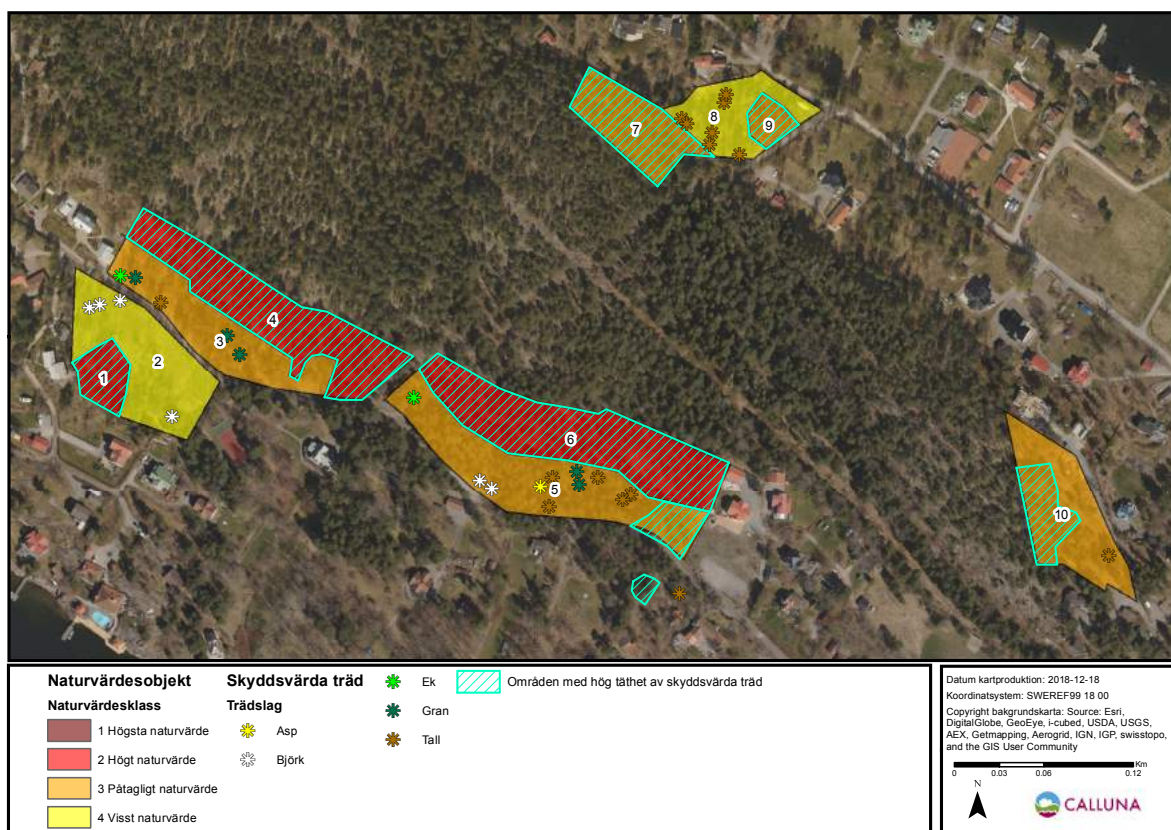 7
8
9
4
3
2
1
6
5
10
Naturvärdesobjekt
Naturvärdesklass
1 Högsta naturvärde
2 Högt naturvärde
3 Påtagligt naturvärde
4 Visst naturvärde
Skyddsvärda träd
Trädslag
Asp
Björk
Ek
Gran
Tall
Områden med hög täthet av skyddsvärda träd
Datum kartproduktion: 2018-12-18
Koordinatsystem: SWEREF99 18 00
Copyright bakgrundskarta: Source: Esri,
DigitalGlobe, GeoEye, i-cubed, USDA, USGS,
AEX, Getmapping, Aerogrid, IGN, IGP, swisstopo,
and the GIS User Community
Km
0 0.03 0.06 0.12
N
CALLUNA